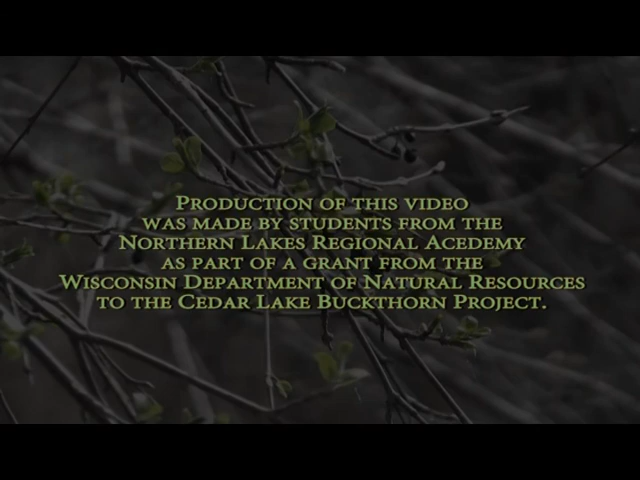 Production of this video
was made by students from the
Northern Lakes Regional Acedemy
as part of a grant from the
Wisconsin Department of Natural Resources
to the Cedar Lake Buckthorn Project.